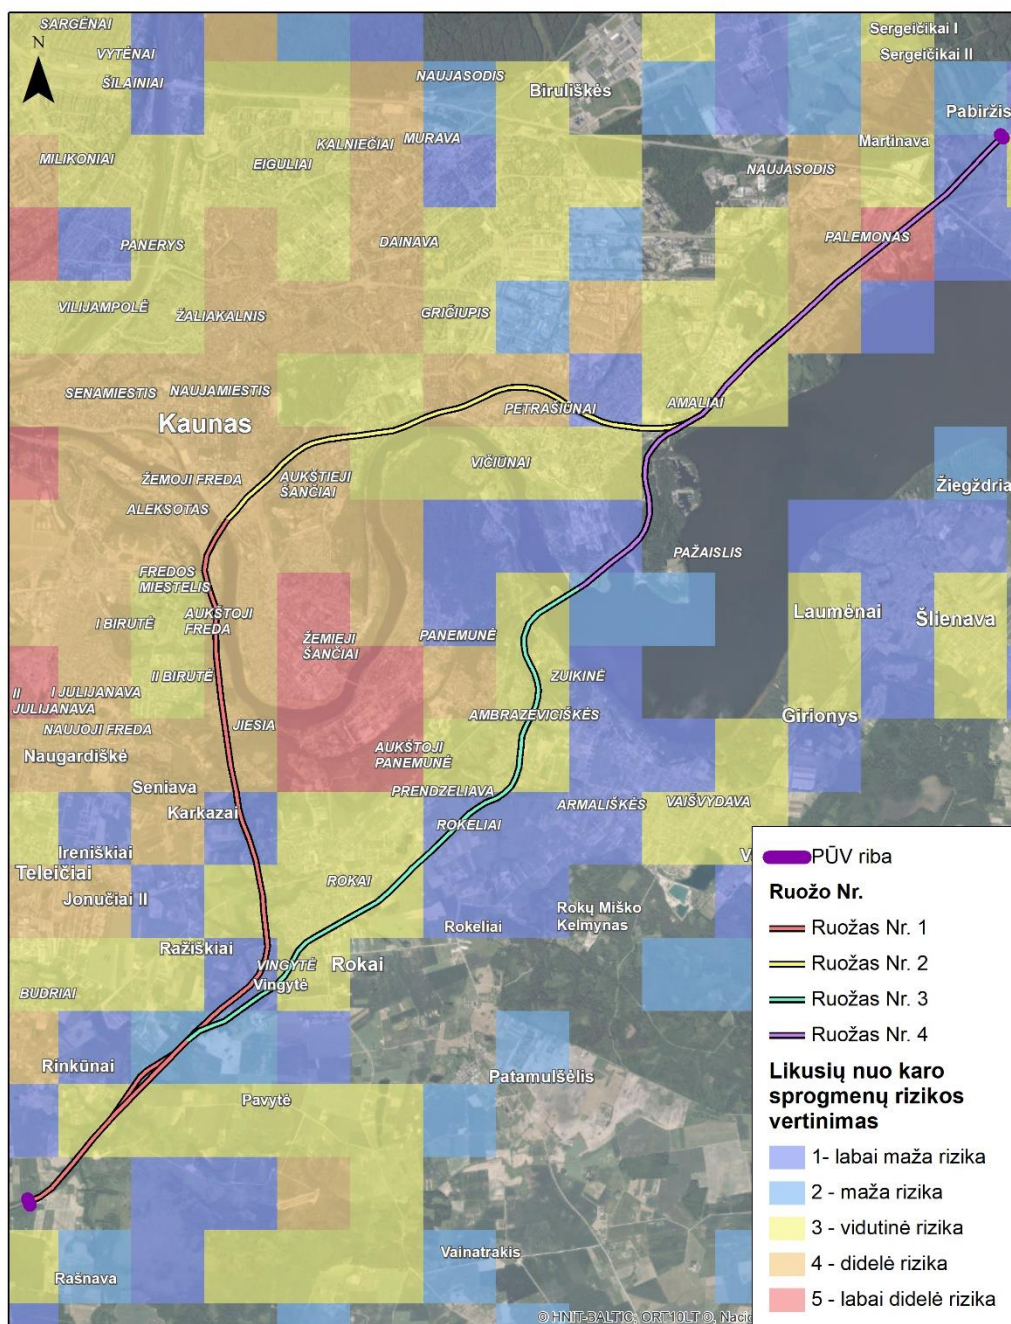 SARGĖNAI
N
VYTĖNAI
ŠILAINIAI
NAUJASODIS
Biruliškės
Sergeičikai I
Sergeičikai II
Pabiržis
MILIKONIAI
EIGULIAI
KALNIEČIAI
MURAVA
NAUJASODIS
Martinava
PANERYS
DAINAVA
PALEMONAS
VILIJAMPOLĖ
ŽALIAKALNIS
GRIČIUPIS
SENAMIESTIS
NAUJAMIESTIS
PETRAŠIŪNAI
AMALIAI
Kaunas
VIČIŪNAI
ŽEMOJI FREDA
AUKŠTIEJI
ŠANČIAI
Žiegždria
ALEKSOTAS
PAŽAISLIS
FREDOS
MIESTELIS
I BIRUTĖ
AUKŠTOJI
FREDA
ŽEMIEJI
ŠANČIAI
PANEMUNĖ
Laumėnai
Šlienava
II BIRUTĖ
ZUIKINĖ
II
JULIJANAVA
I JULIJANAVA
NAUJOJI FREDA
JIESIA
AMBRAZEVICIŠKĖS
Girionys
Naugardiškė
AUKŠTOJI
PANEMUNĖ
Seniava
PRENDZELIAVA
ARMALIŠKĖS
VAIŠVYDAVA
Karkazai
ROKELIAI
Ireniškiai
Teleičiai
ROKAI
Jonučiai II
Rokeliai
Rokų Miško
Kelmynas
Ražiškiai
VINGYTĖ
Rokai
Vingytė
BUDRIAI
Rinkūnai
Patamulšėlis
Pavytė
Vainatrakis
Rašnava
PŪV riba
Ruožo Nr.
Ruožas Nr. 1
Ruožas Nr. 2
Ruožas Nr. 3
Ruožas Nr. 4
Likusių nuo karo
sprogmenų rizikos
vertinimas
1- labai maža rizika
2 - maža rizika
3 - vidutinė rizika
4 - didelė rizika
5 - labai didelė rizika
© HNIT-BALTIC, ORT10LT ©, Nacio